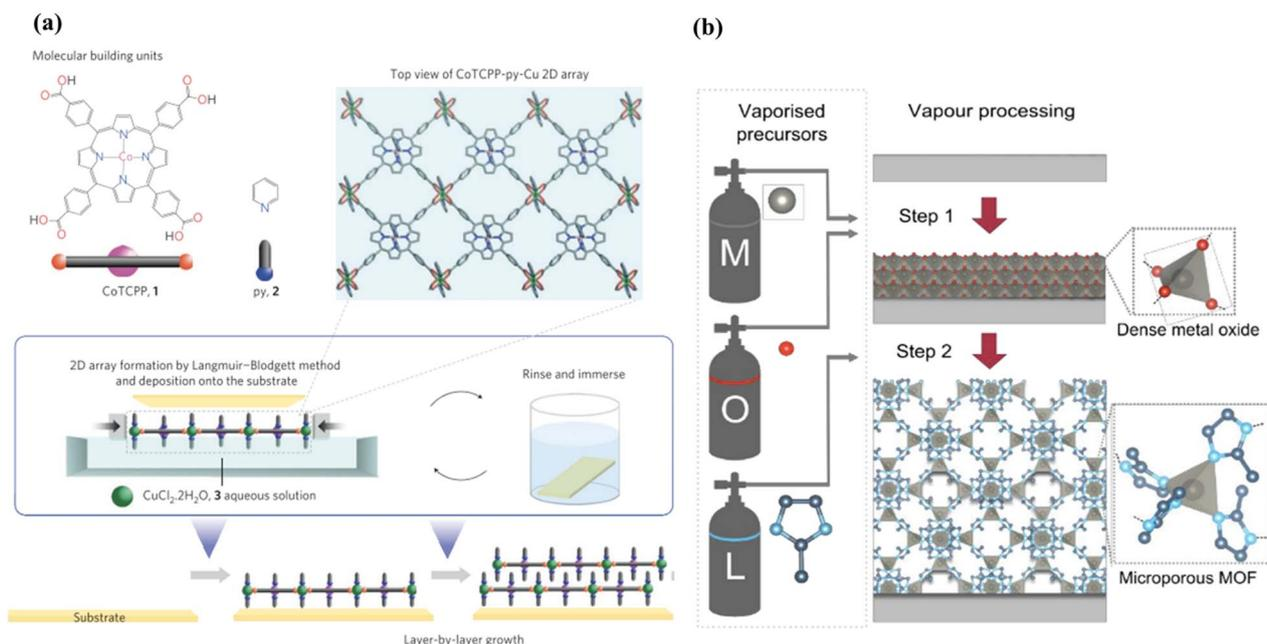 (a)
Molecular building units
O
OH
O
OH
N
N
Co
N
N
HO
O
O
HO
N
CoTCPP, 1
py, 2
Top view of CoTCPP-py-Cu 2D array
2D array formation by Langmuir–Blodgett method
and deposition onto the substrate
CuCl2.2H2O, 3 aqueous solution
Rinse and immerse
Substrate
Layer-by-layer growth
(b)
Vaporised
precursors
M
O
L
Vapour processing
Step 1
Dense metal oxide
Step 2
Microporous MOF